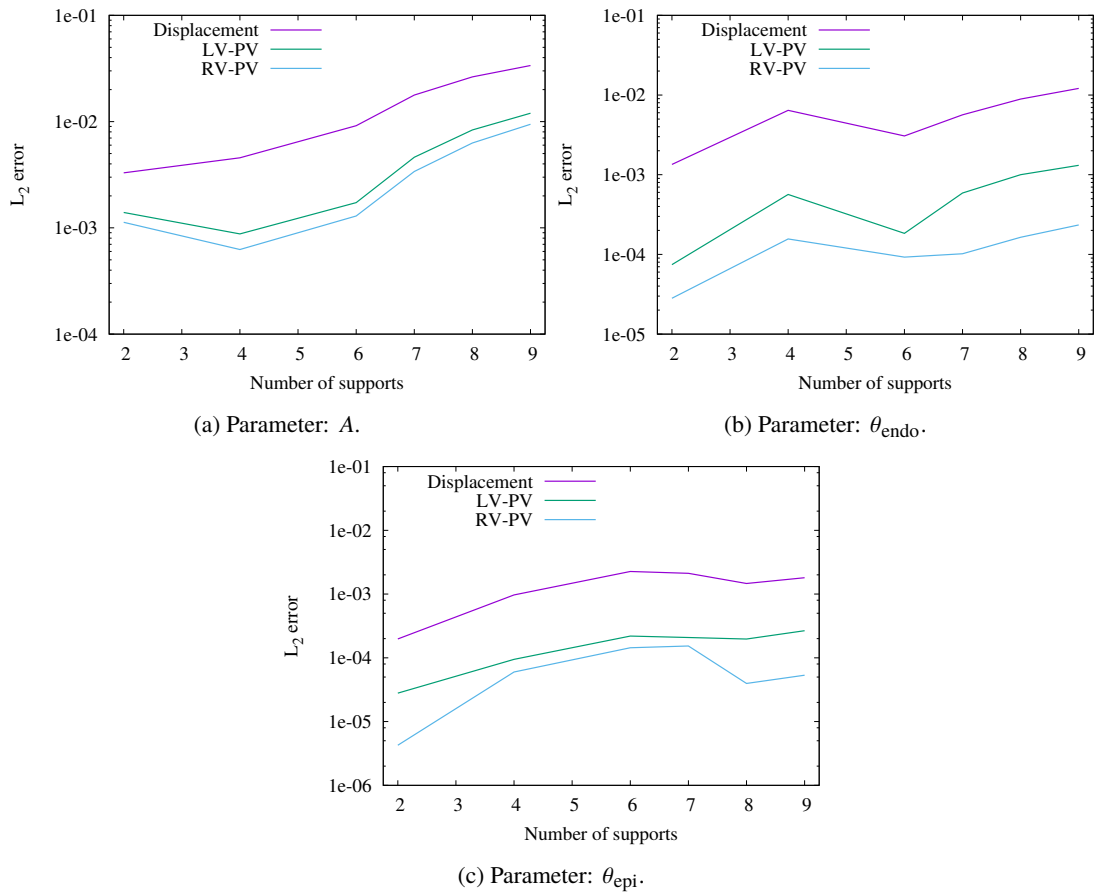 1e-01
1e-02
1e-03
1e-04
L2 error
Displacement
LV-PV
RV-PV
2 3 4 5 6 7 8 9
Number of supports
(a) Parameter: A.
1e-01
1e-02
1e-03
1e-04
1e-05
L2 error
Displacement
LV-PV
RV-PV
2 3 4 5 6 7 8 9
Number of supports
(b) Parameter: θendo.
1e-01
1e-02
1e-03
1e-04
1e-05
1e-06
L2 error
Displacement
LV-PV
RV-PV
2 3 4 5 6 7 8 9
Number of supports
(c) Parameter: θepi.